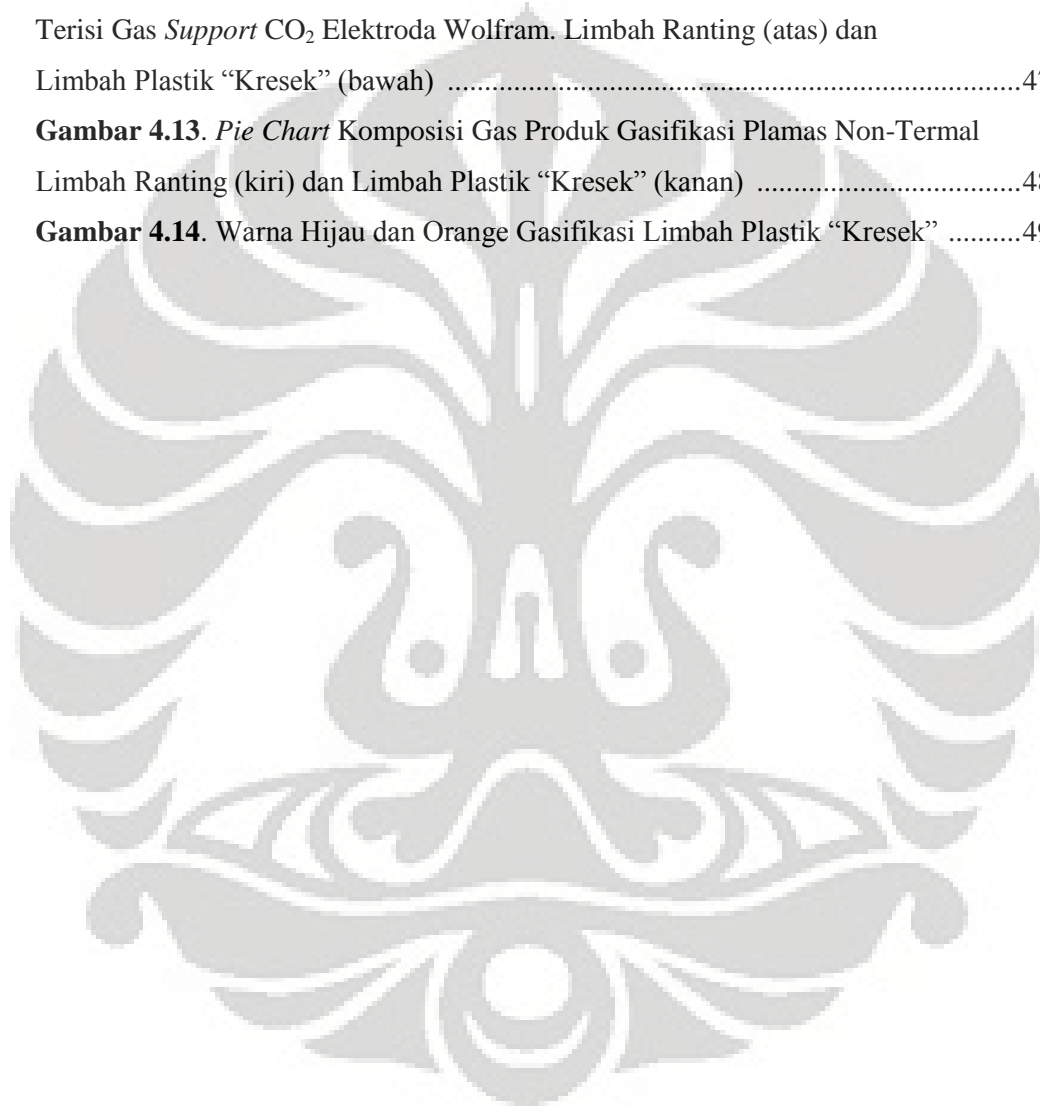 Terisi Gas Support CO₂ Elektroda Wolfram. Limbah Ranting (atas) dan
Limbah Plastik “Kresek” (bawah) ............................................................................47
Gambar 4.13. Pie Chart Komposisi Gas Produk Gasifikasi Plamas Non-Termal
Limbah Ranting (kiri) dan Limbah Plastik “Kresek” (kanan) ...................................48
Gambar 4.14. Warna Hijau dan Orange Gasifikasi Limbah Plastik “Kresek” ..........49